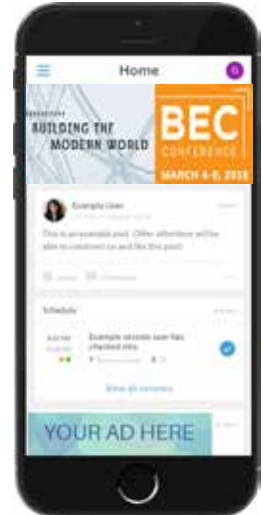 Home
BUILDING THE
MODERN WORLD
BEC
CONFERENCE
MARCH 4-8, 2018
Example User
This is an example post. Other attendees will be
able to comment on and like this post!
Schedule
Example session user has
checked into.
View all sessions
YOUR AD HERE